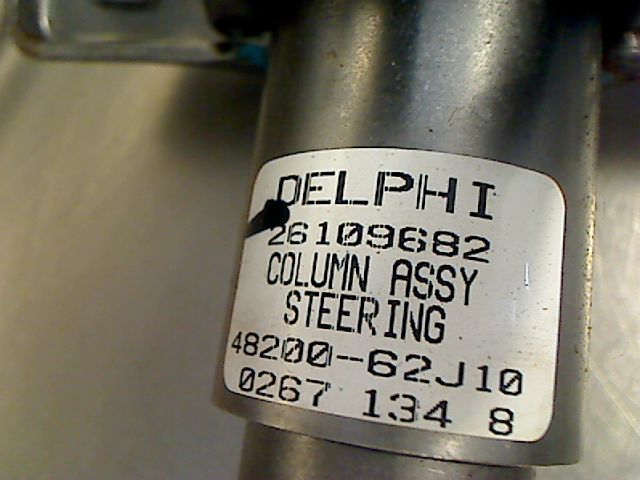 DELPHI
26109682
COLUMN ASSY
STEERING
48200-62J10
0267 134 8